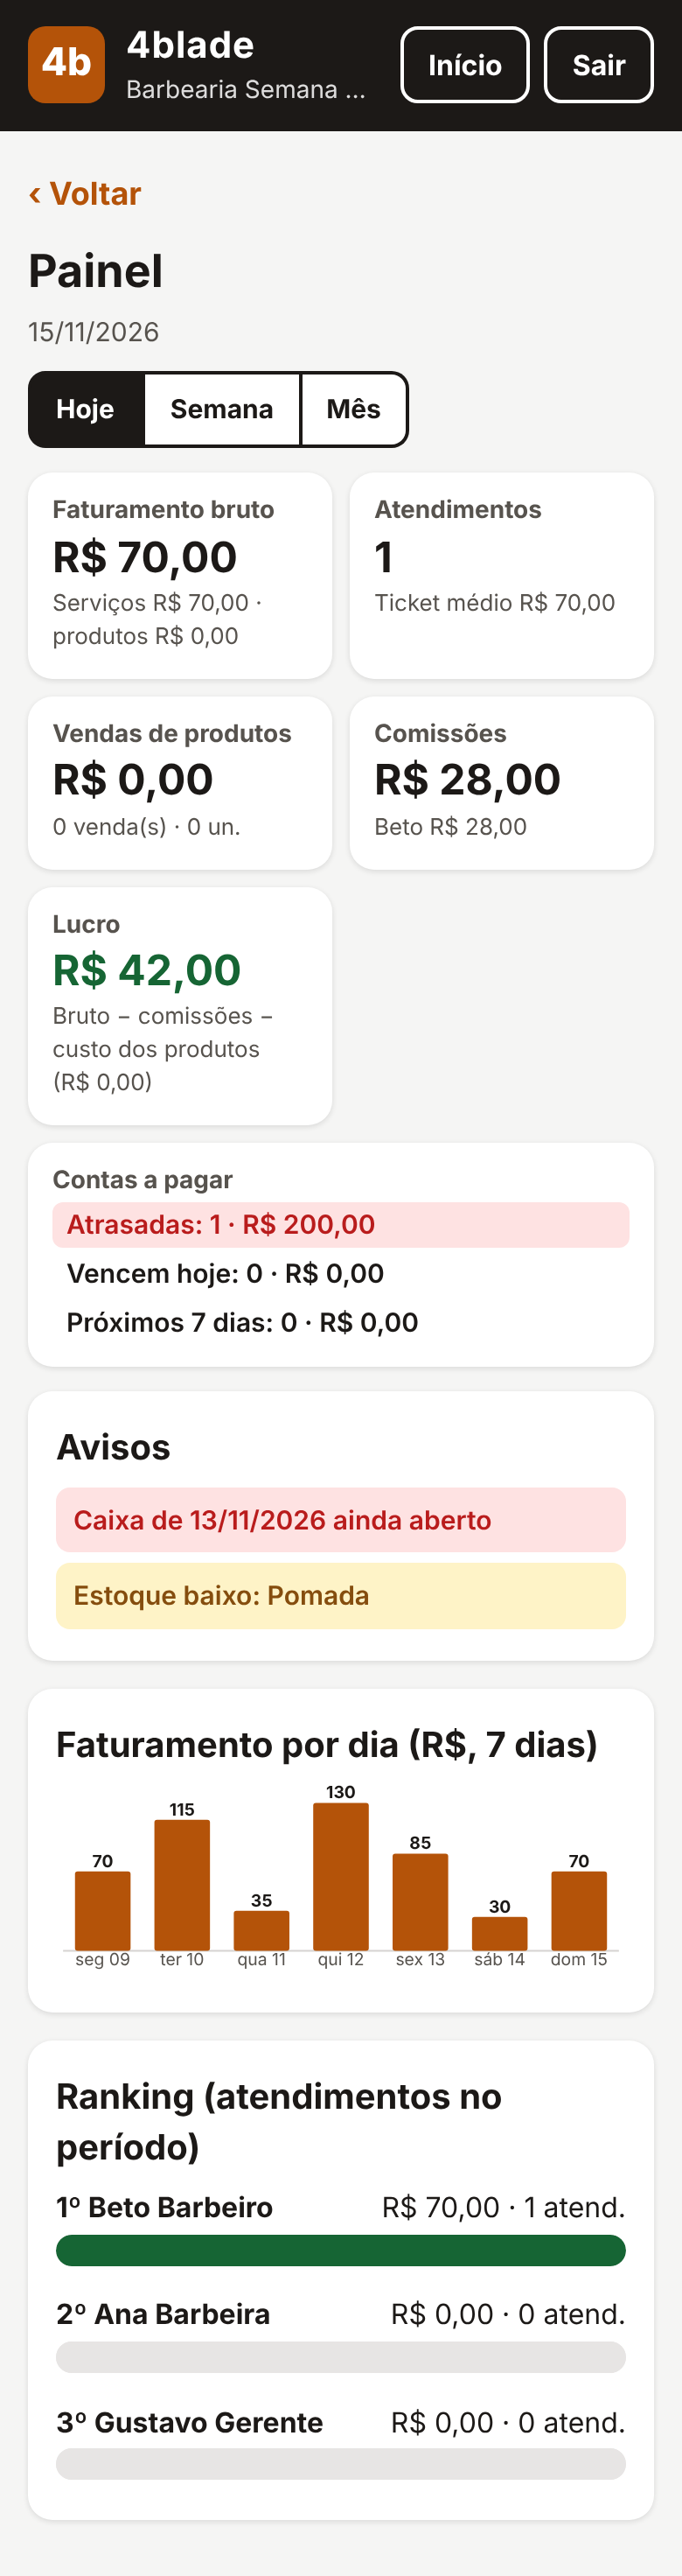 4b
4blade
Barbearia Semana ...
Início
Sair
‹ Voltar
Painel
15/11/2026
Hoje
Semana
Mês
Faturamento bruto
R$ 70,00
Serviços R$ 70,00 ·
produtos R$ 0,00
Atendimentos
1
Ticket médio R$ 70,00
Vendas de produtos
R$ 0,00
0 venda(s) · 0 un.
Comissões
R$ 28,00
Beto R$ 28,00
Lucro
R$ 42,00
Bruto − comissões −
custo dos produtos
(R$ 0,00)
Contas a pagar
Atrasadas: 1 · R$ 200,00
Vencem hoje: 0 · R$ 0,00
Próximos 7 dias: 0 · R$ 0,00
Avisos
Caixa de 13/11/2026 ainda aberto
Estoque baixo: Pomada
Faturamento por dia (R$, 7 dias)
70
115
35
130
85
30
70
seg 09
ter 10
qua 11
qui 12
sex 13
sáb 14
dom 15
Ranking (atendimentos no
período)
1º Beto Barbeiro
R$ 70,00 · 1 atend.
2º Ana Barbeira
R$ 0,00 · 0 atend.
3º Gustavo Gerente
R$ 0,00 · 0 atend.